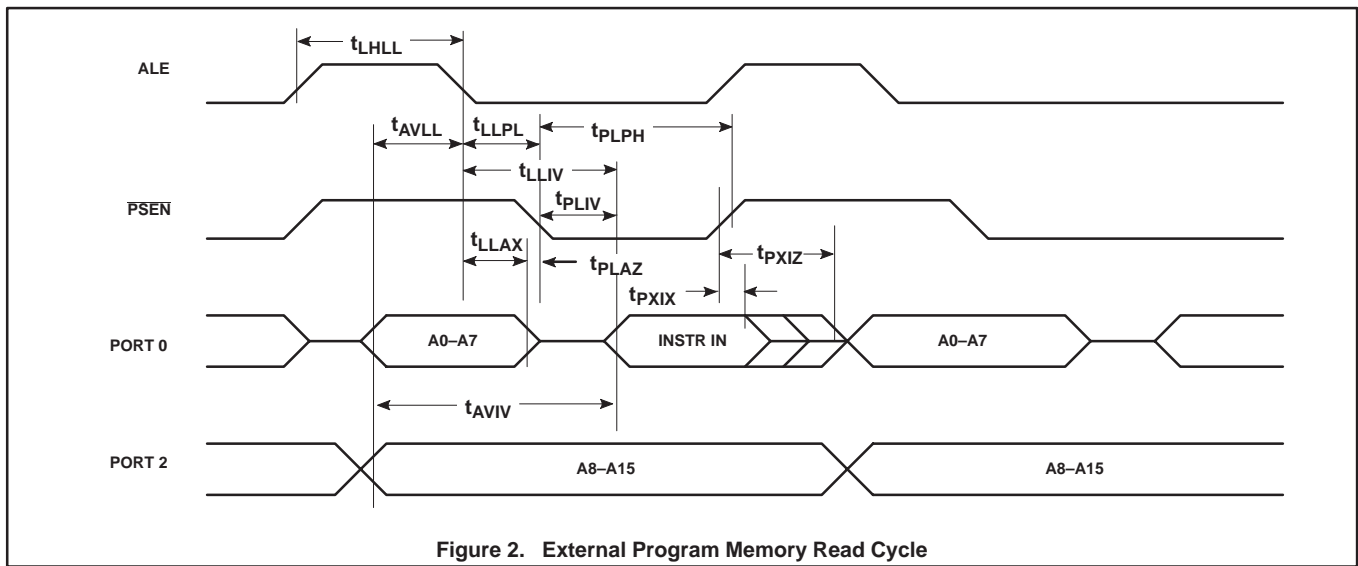 tLHLL
ALE
tAVLL tLLPL tPLPH
tLLIV
PSEN
tPLIV
tLLAX
tPLAZ
tPXIZ
tPXIX
PORT 0 A0–A7 INSTR IN A0–A7
tAVIV
PORT 2 A8–A15 A8–A15
Figure 2. External Program Memory Read Cycle